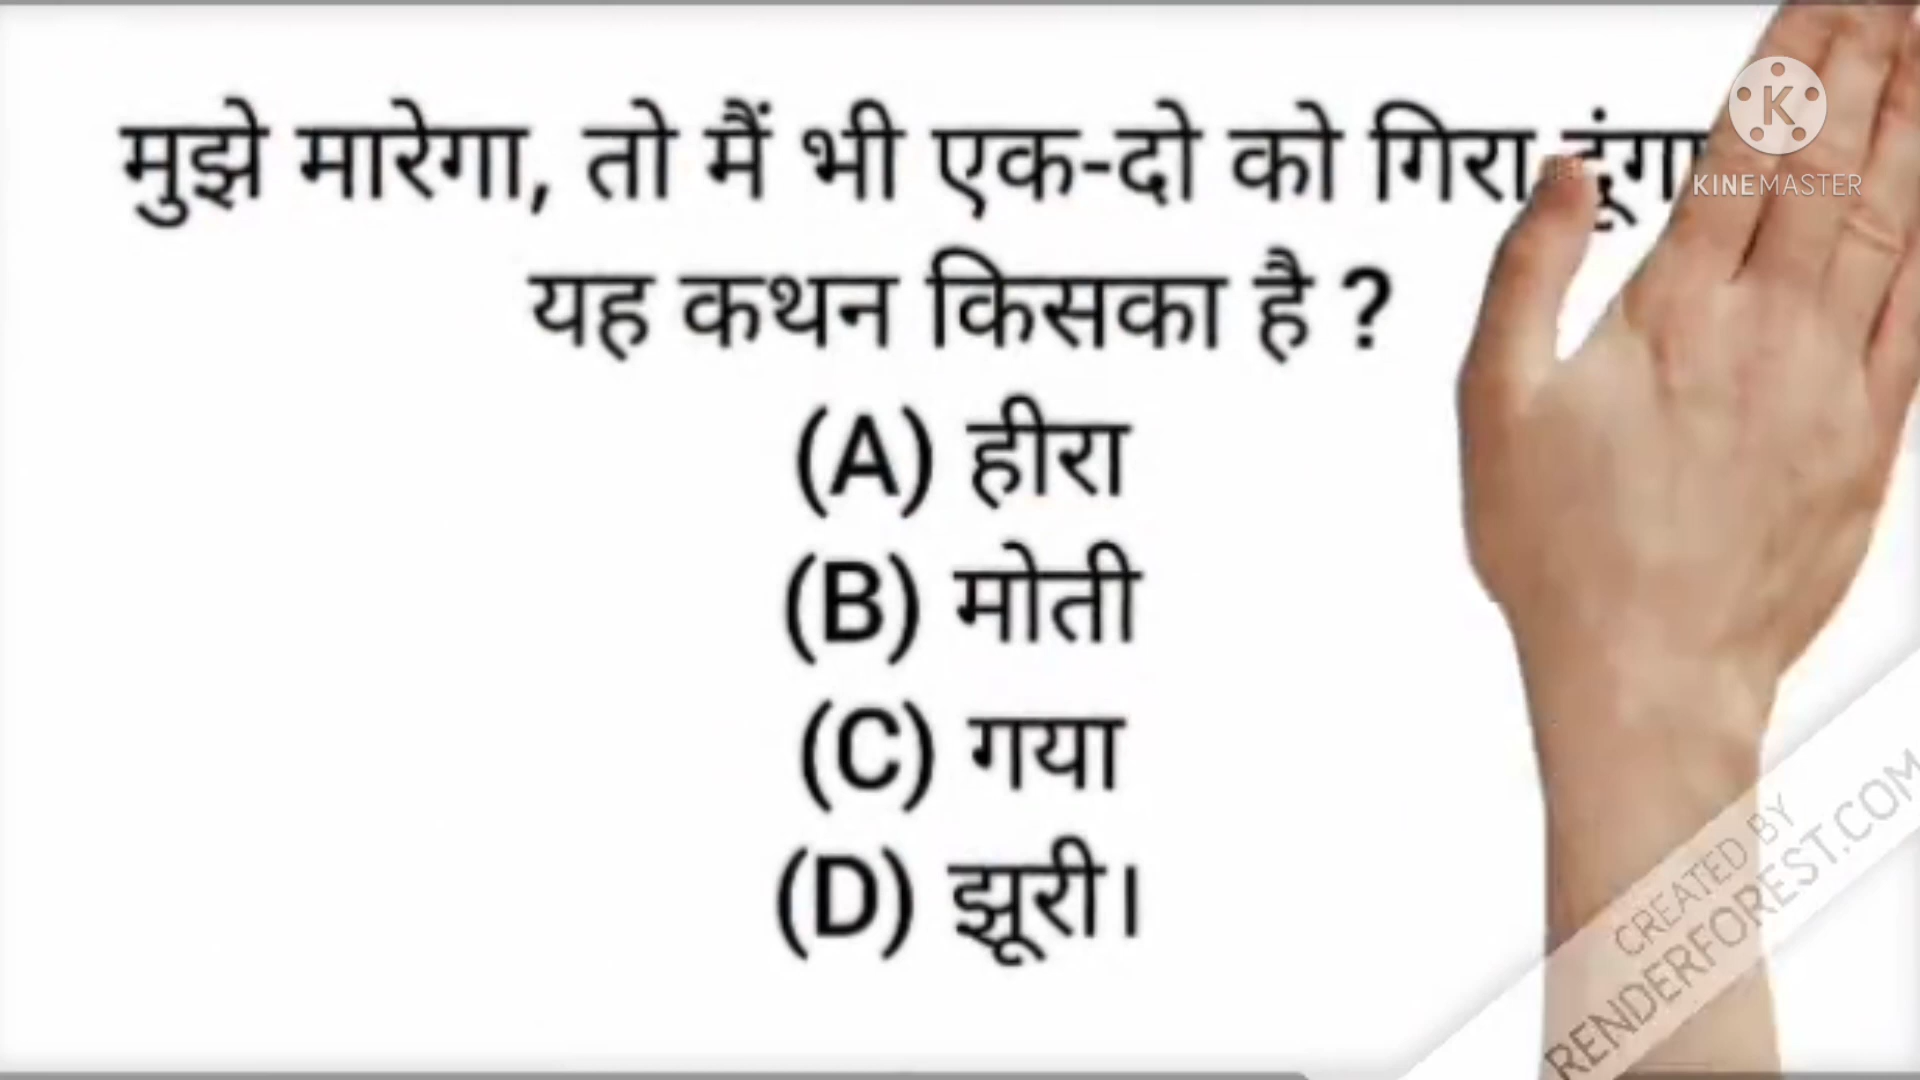 मुझे मारेगा, तो मैं भी एक-दो को गिरा दूंगा
यह कथन किसका है ?
(A) हीरा
(B) मोती
(C) गया
(D) झूरी।
KINEMASTER
CREATED BY
RENDERFOREST.COM